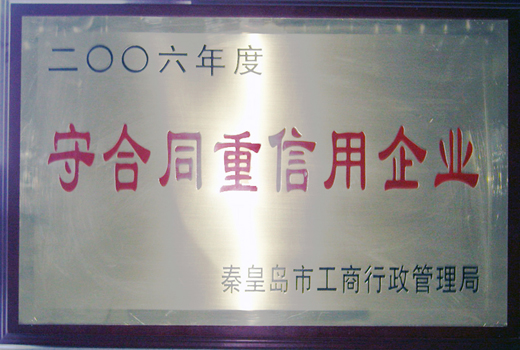 二〇〇六年度
守合同重信用企业
秦皇岛市工商行政管理局